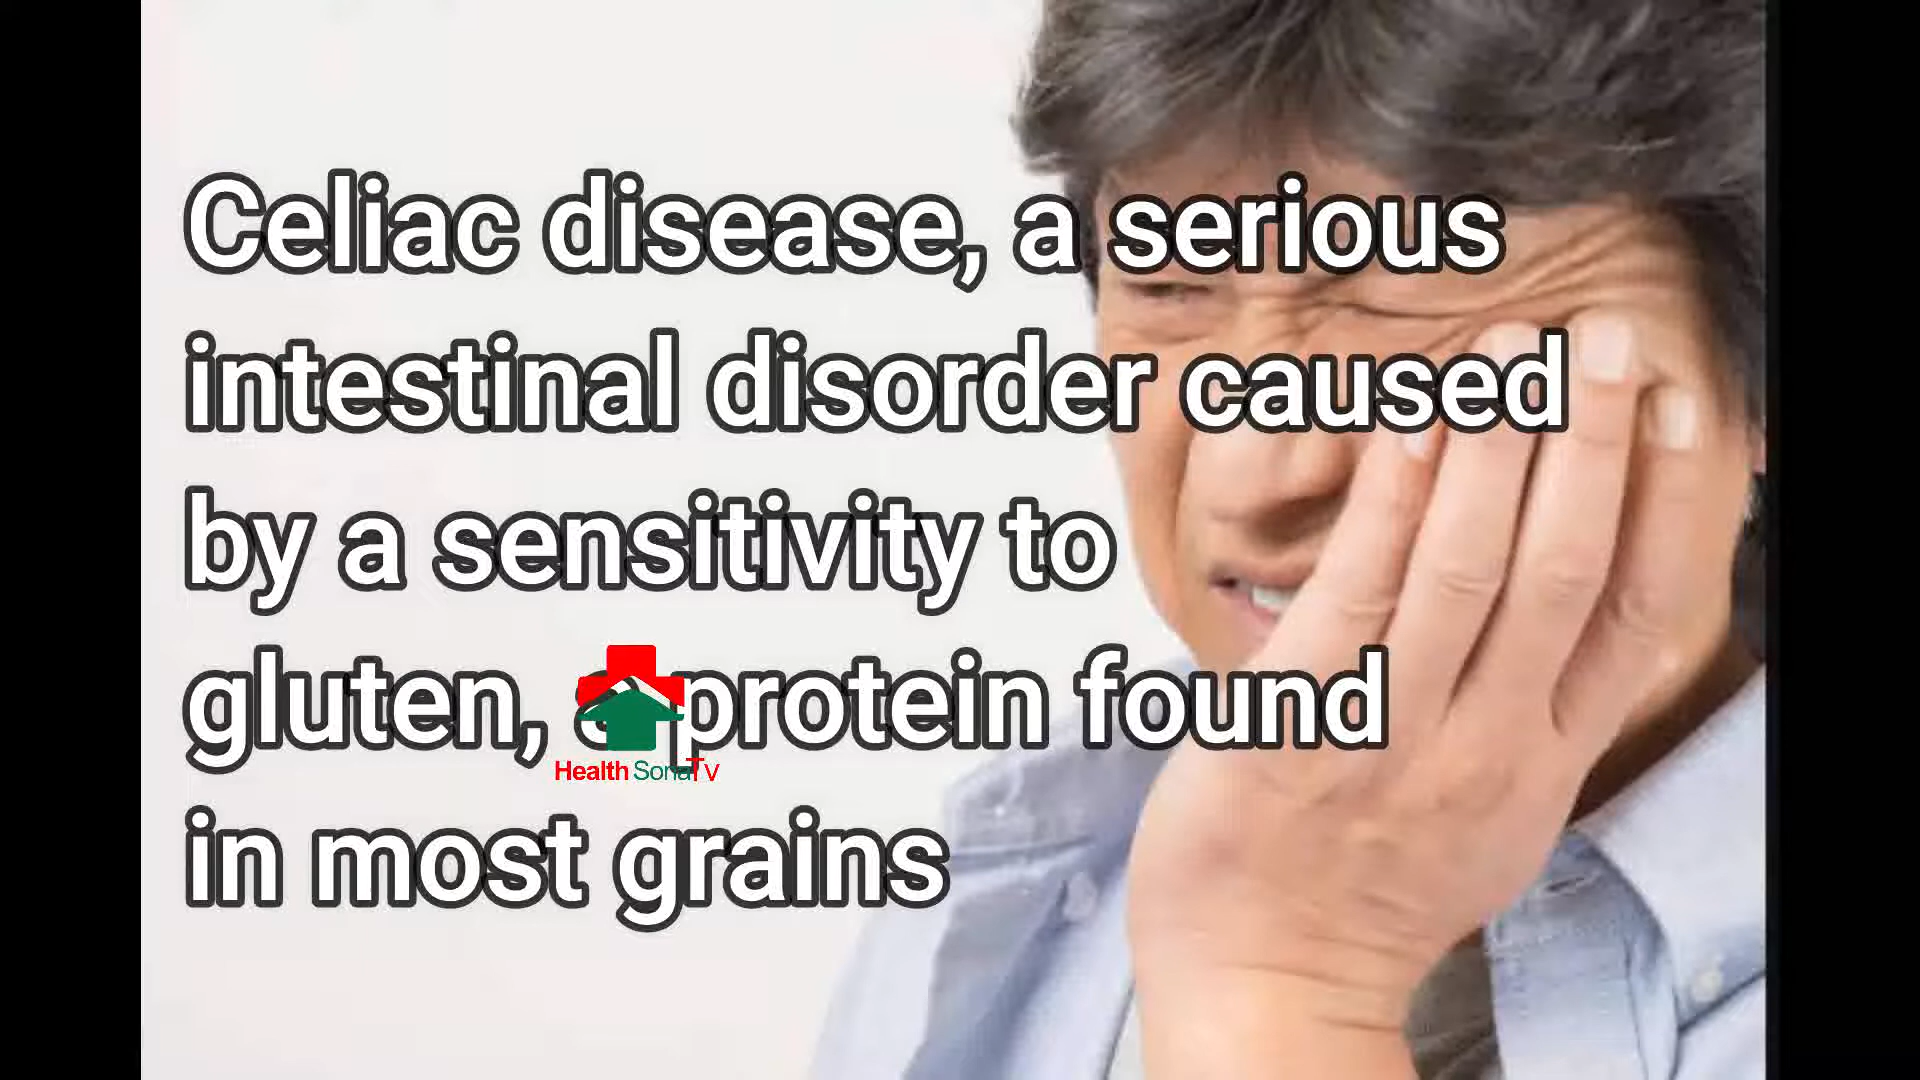 Celiac disease, a serious
intestinal disorder caused
by a sensitivity to
gluten, a protein found
in most grains
Health SonaTV